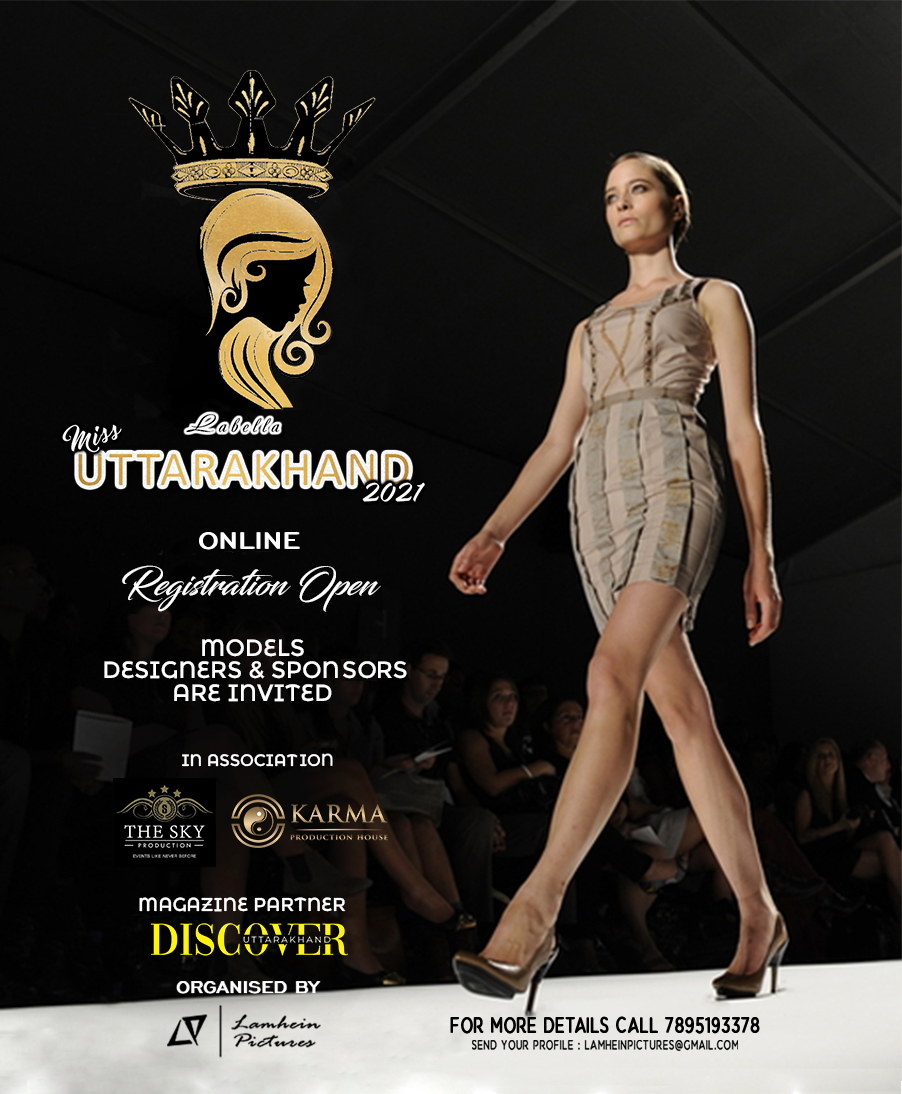 Labella
Miss
UTTARAKHAND
2021
ONLINE
Registration Open
MODELS
DESIGNERS & SPONSORS
ARE INVITED
IN ASSOCIATION
THE SKY
PRODUCTION
EVENTS LIKE NEVER BEFORE
KARMA
PRODUCTION HOUSE
MAGAZINE PARTNER
DISCOVER
UTTARAKHAND
ORGANISED BY
Lamhein
Pictures
FOR MORE DETAILS CALL 7895193378
SEND YOUR PROFILE : LAMHEINPICTURES@GMAIL.COM